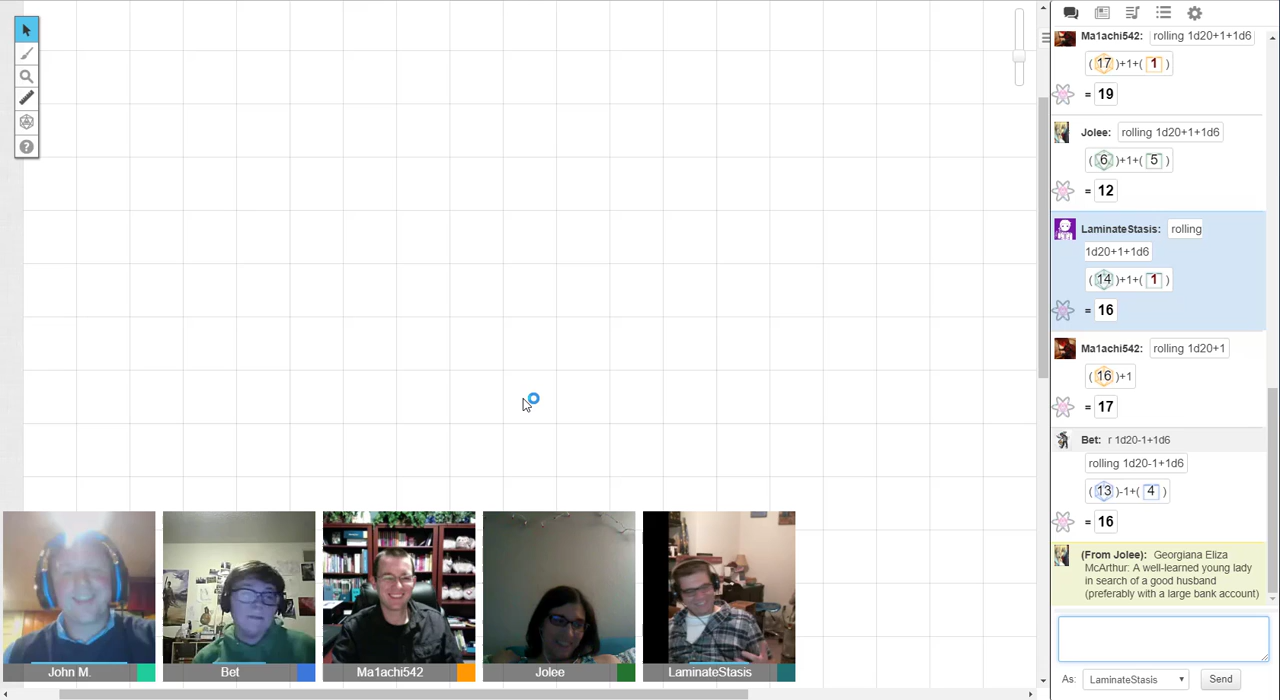 Ma1achi542: rolling 1d20+1+1d6
(17)+1+(1)
= 19
Jolee: rolling 1d20+1+1d6
(6)+1+(5)
= 12
LaminateStasis: rolling
1d20+1+1d6
(14)+1+(1)
= 16
Ma1achi542: rolling 1d20+1
(16)+1
= 17
Bet: r 1d20-1+1d6
rolling 1d20-1+1d6
(13)-1+(4)
= 16
(From Jolee): Georgiana Eliza
McArthur: A well-learned young lady
in search of a good husband
(preferably with a large bank account)
As: LaminateStasis Send
John M. Bet Ma1achi542 Jolee LaminateStasis